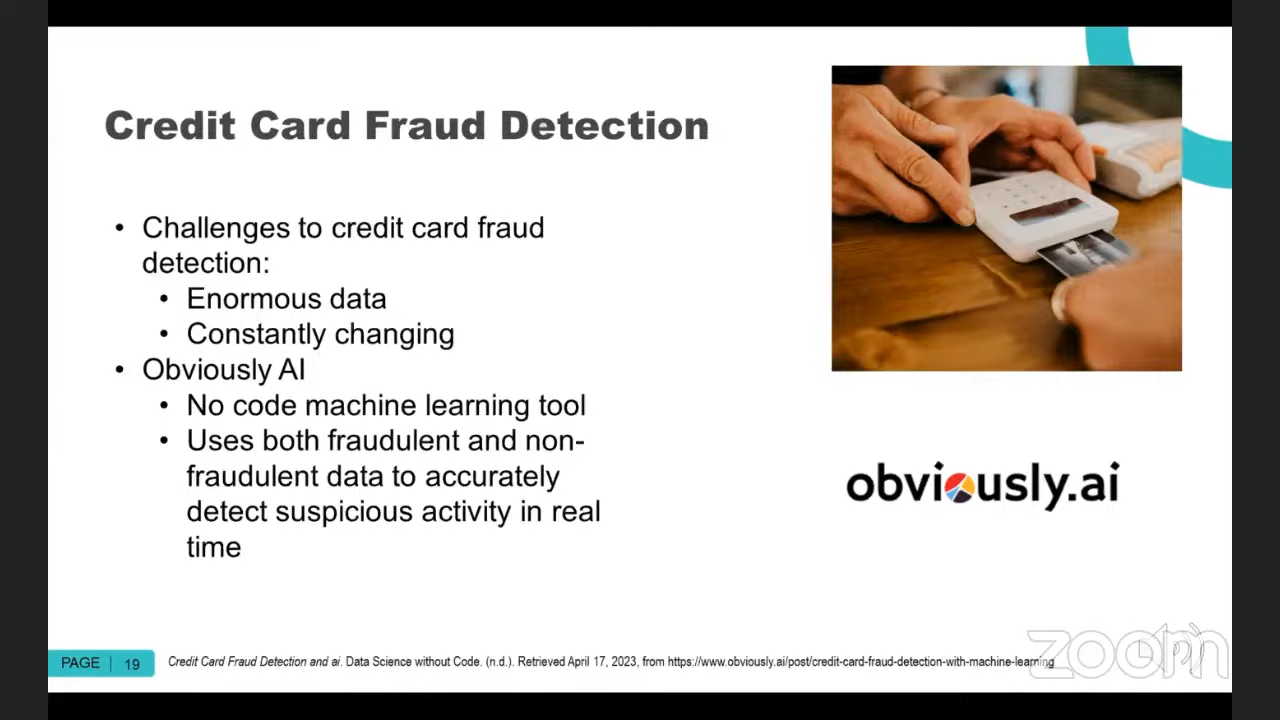 Credit Card Fraud Detection
• Challenges to credit card fraud
detection:
• Enormous data
• Constantly changing
• Obviously AI
• No code machine learning tool
• Uses both fraudulent and non-
fraudulent data to accurately
detect suspicious activity in real
time
obviously.ai
PAGE | 19
Credit Card Fraud Detection and ai. Data Science without Code. (n.d.). Retrieved April 17, 2023, from https://www.obviously.ai/post/credit-card-fraud-detection-with-machine-learning
zoom